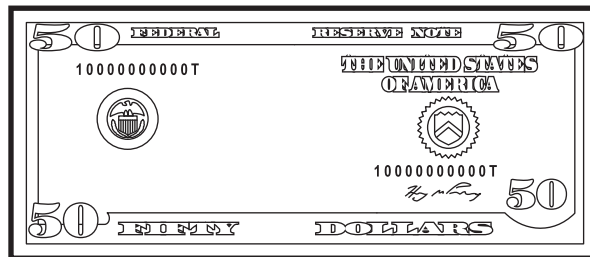 50 FEDERAL RESERVE NOTE 50
THE UNITED STATES
OF AMERICA
10000000000T
10000000000T
50
50 FIFTY DOLLARS